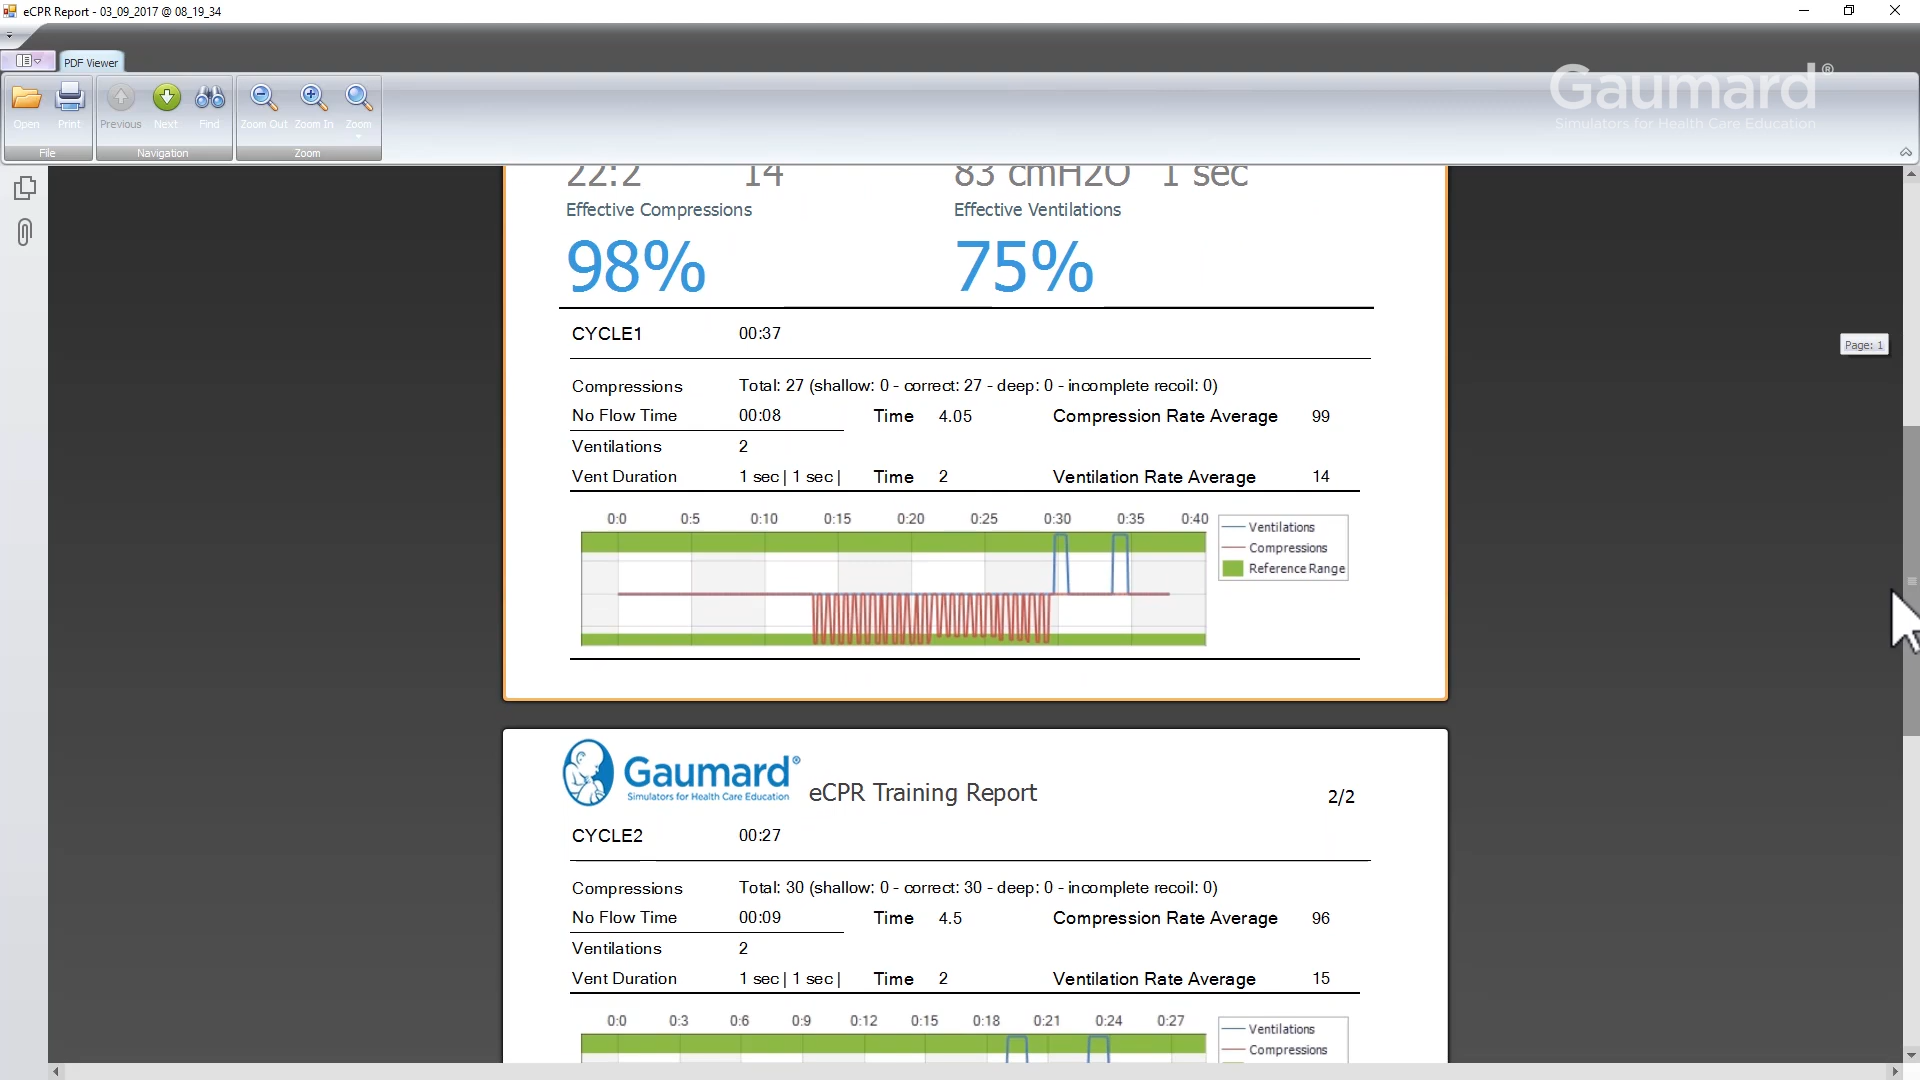 eCPR Report - 03_09_2017 @ 08_19_34
PDF Viewer
Gaumard®
Simulators for Health Care Education
Open Print Previous Next Find Zoom Out Zoom In Zoom
File Navigation Zoom
22:2 14 83 cmH2O 1 sec
Effective Compressions Effective Ventilations
98% 75%
CYCLE1 00:37
Page: 1
Compressions Total: 27 (shallow: 0 - correct: 27 - deep: 0 - incomplete recoil: 0)
No Flow Time 00:08 Time 4.05 Compression Rate Average 99
Ventilations 2
Vent Duration 1 sec | 1 sec | Time 2 Ventilation Rate Average 14
0:0 0:5 0:10 0:15 0:20 0:25 0:30 0:35 0:40
Ventilations
Compressions
Reference Range
Gaumard®
Simulators for Health Care Education
eCPR Training Report 2/2
CYCLE2 00:27
Compressions Total: 30 (shallow: 0 - correct: 30 - deep: 0 - incomplete recoil: 0)
No Flow Time 00:09 Time 4.5 Compression Rate Average 96
Ventilations 2
Vent Duration 1 sec | 1 sec | Time 2 Ventilation Rate Average 15
0:0 0:3 0:6 0:9 0:12 0:15 0:18 0:21 0:24 0:27
Ventilations
Compressions